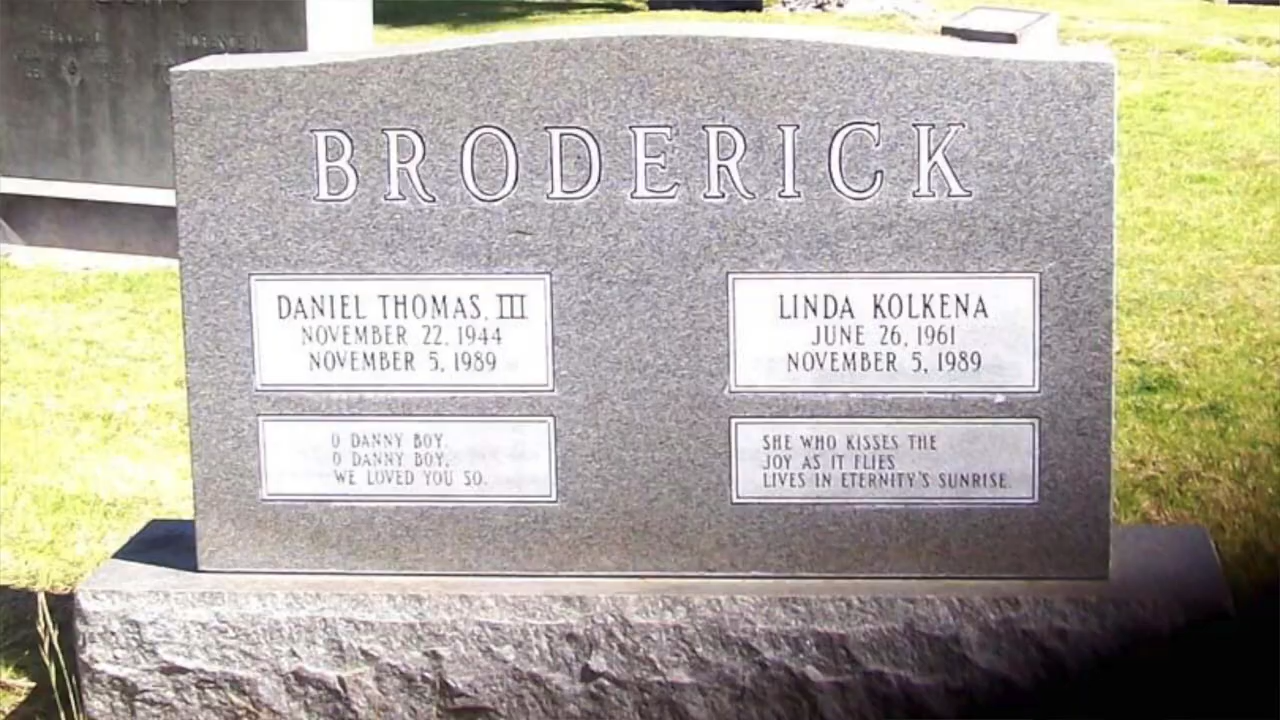 BRODERICK
DANIEL THOMAS, III
NOVEMBER 22, 1944
NOVEMBER 5, 1989
O DANNY BOY,
O DANNY BOY,
WE LOVED YOU SO.
LINDA KOLKENA
JUNE 26, 1961
NOVEMBER 5, 1989
SHE WHO KISSES THE
JOY AS IT FLIES
LIVES IN ETERNITY'S SUNRISE.